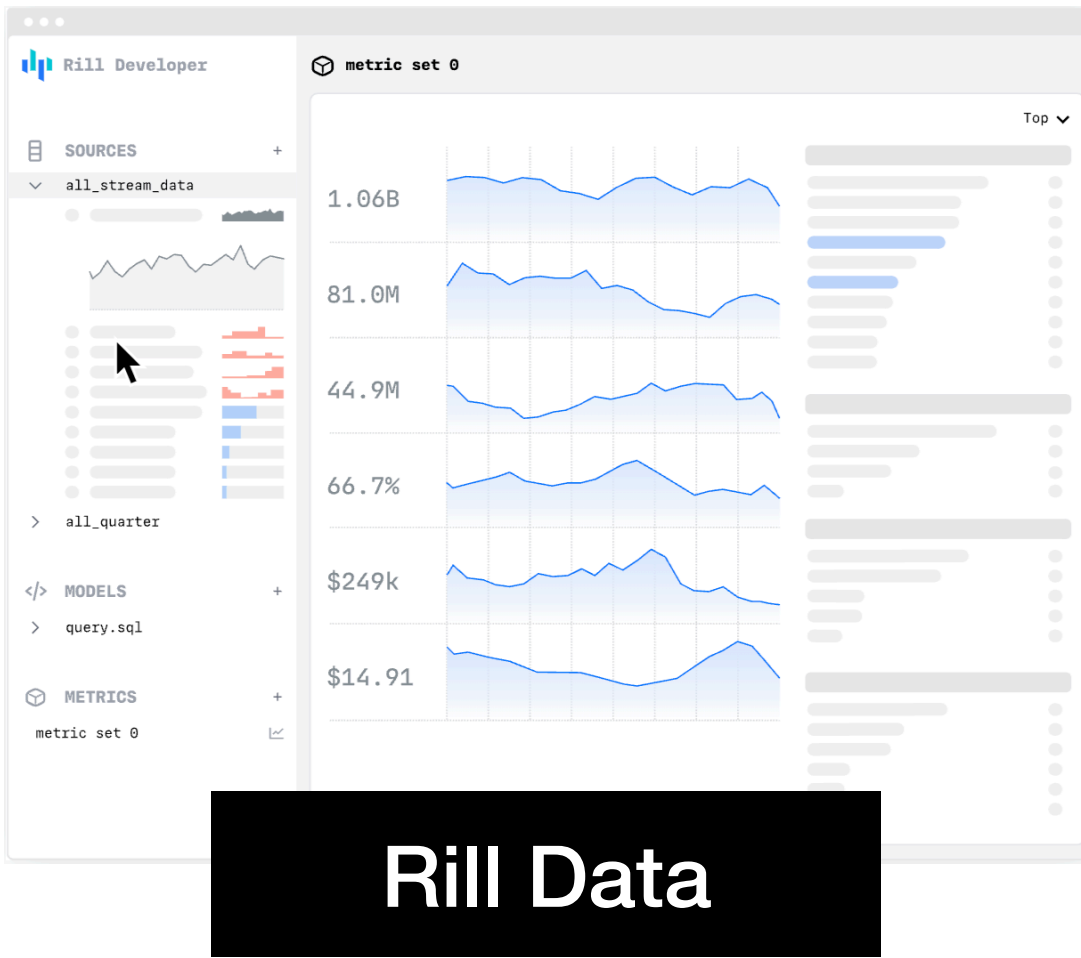 Rill Developer
metric set 0
Top
SOURCES +
all_stream_data
1.06B
81.0M
44.9M
66.7%
$249k
$14.91
all_quarter
</> MODELS +
query.sql
METRICS +
metric set 0
Rill Data